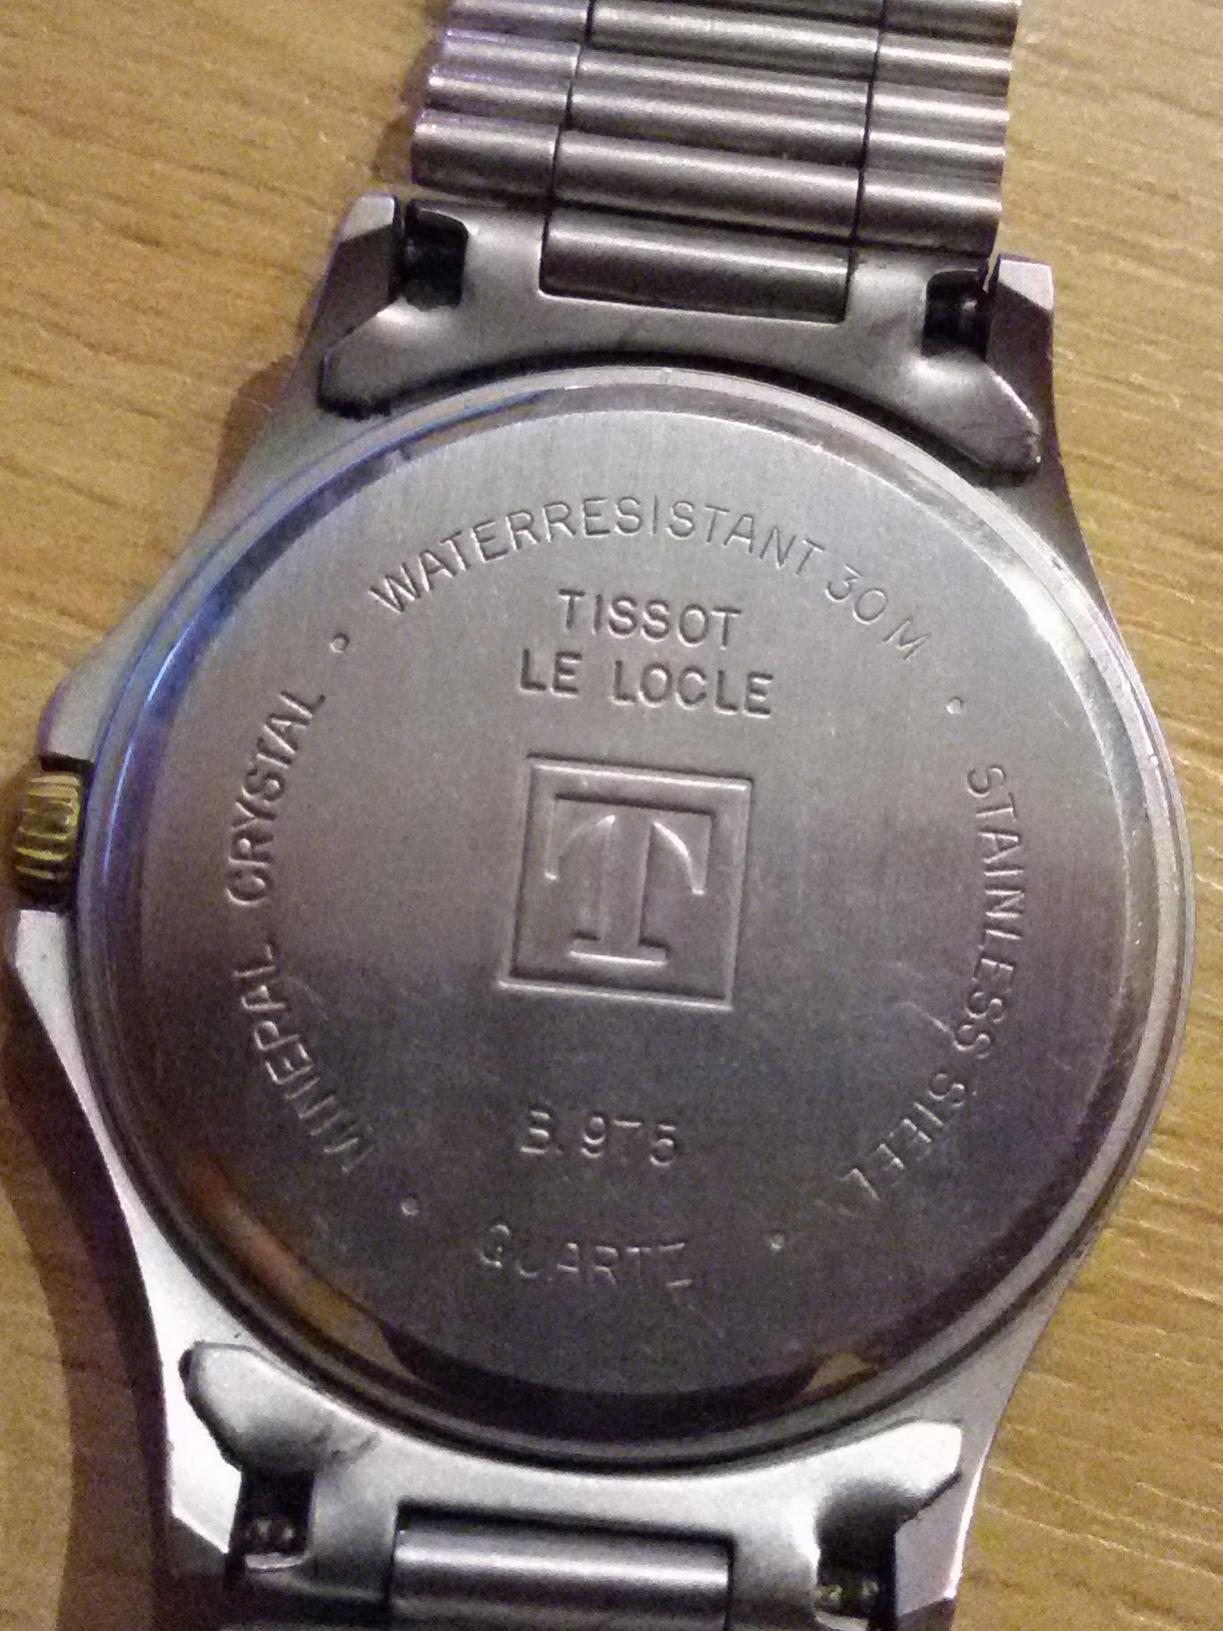 WATERRESISTANT 30 M
TISSOT
LE LOCLE
T
B. 975
QUARTZ
STAINLESS STEEL
MINERAL CRYSTAL